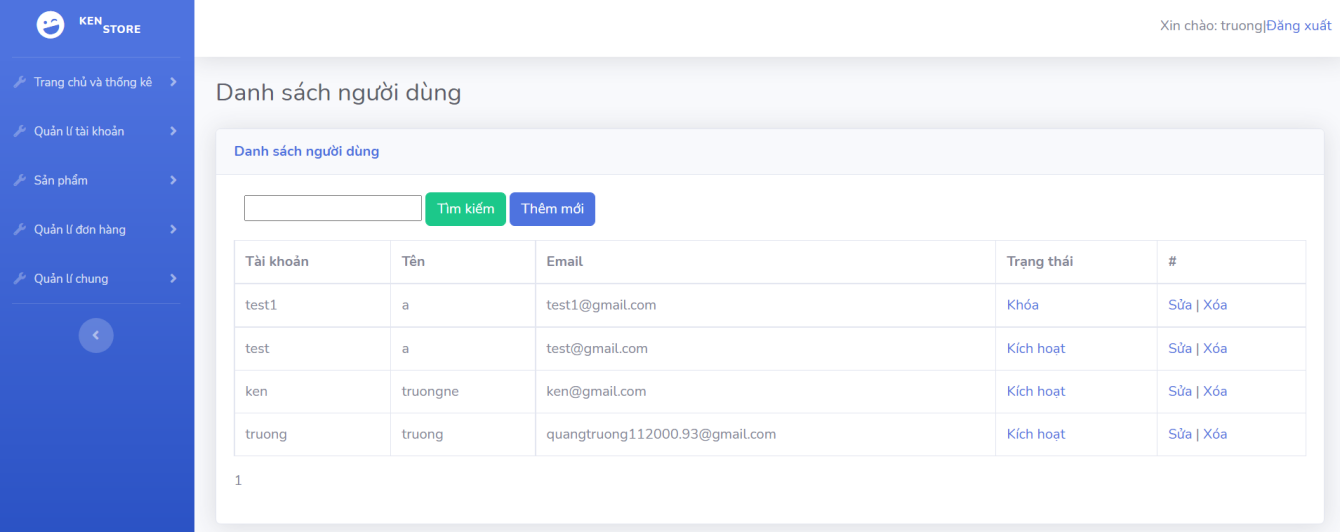 KEN STORE
Xin chào: truong|Đăng xuất
Trang chủ và thống kê
Quản lí tài khoản
Sản phẩm
Quản lí đơn hàng
Quản lí chung
Danh sách người dùng
Danh sách người dùng
Tìm kiếm Thêm mới
Tài khoản Tên Email Trạng thái #
test1 a test1@gmail.com Khóa Sửa | Xóa
test a test@gmail.com Kích hoạt Sửa | Xóa
ken truongne ken@gmail.com Kích hoạt Sửa | Xóa
truong truong quangtruong112000.93@gmail.com Kích hoạt Sửa | Xóa
1